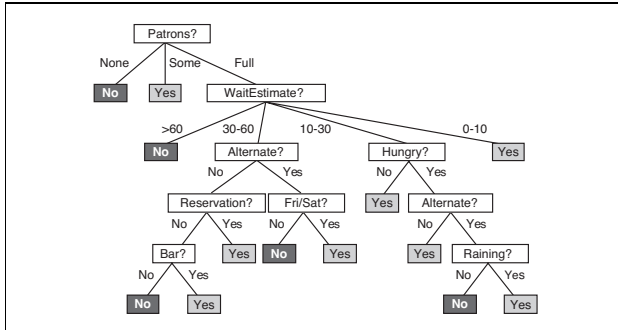 Patrons?
None Some Full
No Yes WaitEstimate?
>60 30-60 10-30 0-10
No Alternate? Hungry? Yes
No Yes No Yes
Reservation? Fri/Sat? Yes Alternate?
No Yes No Yes No Yes
Bar? Yes No Yes Yes Raining?
No Yes No Yes
No Yes No Yes